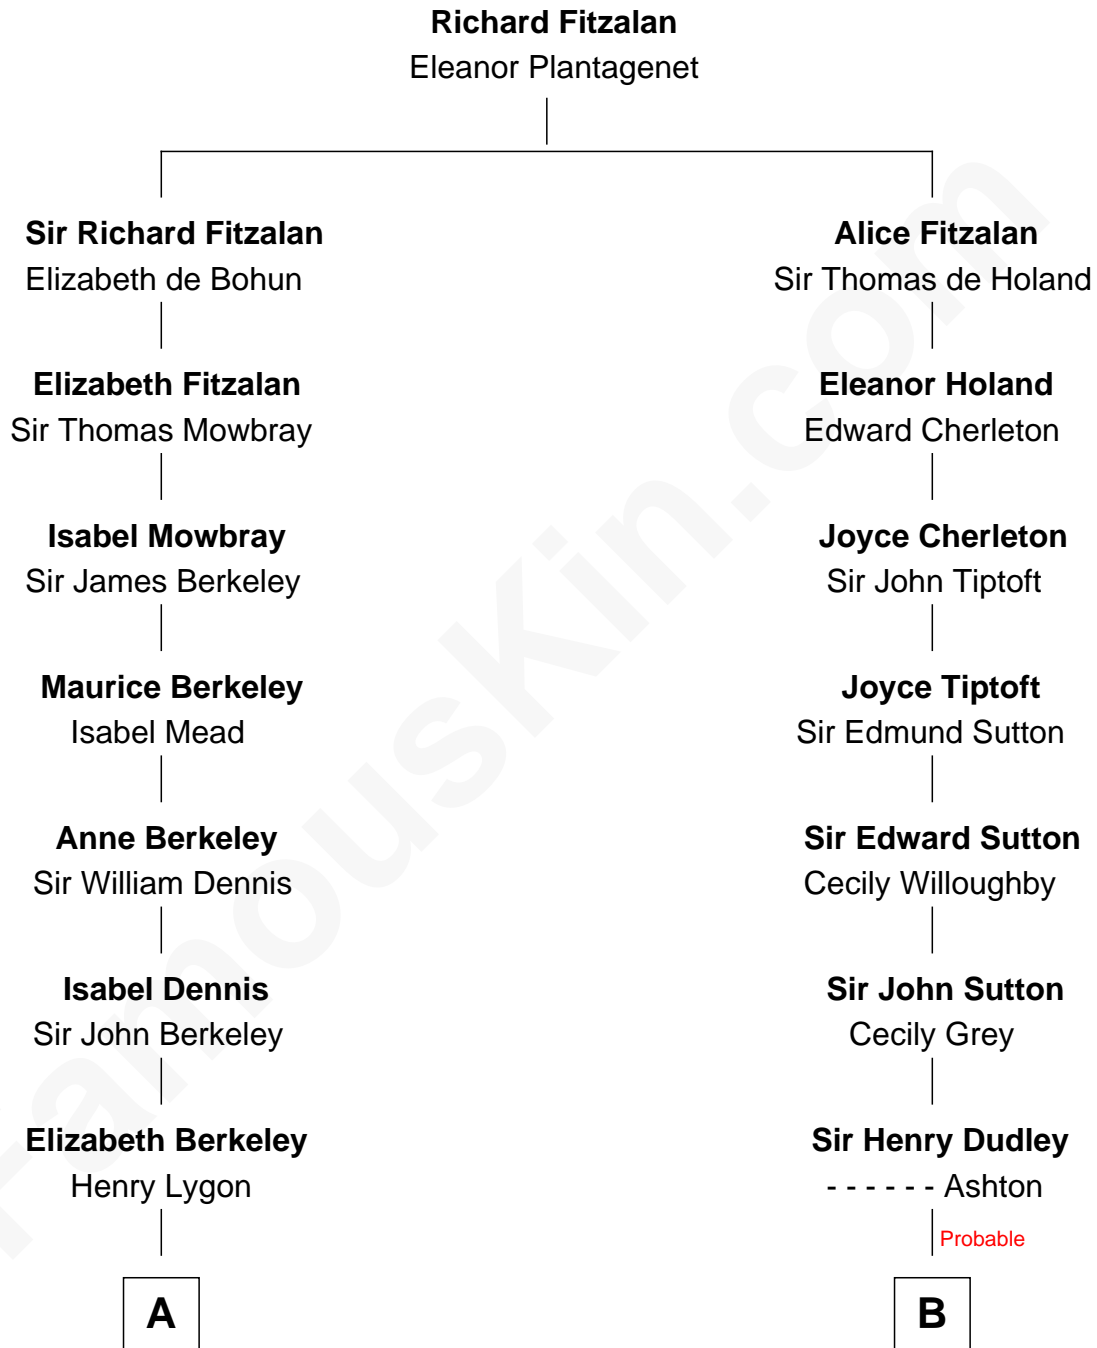 Richard Fitzalan
Eleanor Plantagenet
Sir Richard Fitzalan
Elizabeth de Bohun
Alice Fitzalan
Sir Thomas de Holand
Elizabeth Fitzalan
Sir Thomas Mowbray
Eleanor Holand
Edward Cherleton
Isabel Mowbray
Sir James Berkeley
Joyce Cherleton
Sir John Tiptoft
Maurice Berkeley
Isabel Mead
Joyce Tiptoft
Sir Edmund Sutton
Anne Berkeley
Sir William Dennis
Sir Edward Sutton
Cecily Willoughby
Isabel Dennis
Sir John Berkeley
Sir John Sutton
Cecily Grey
Elizabeth Berkeley
Henry Lygon
Sir Henry Dudley
- - - - - - Ashton
Probable
A
B
FamousKin.com